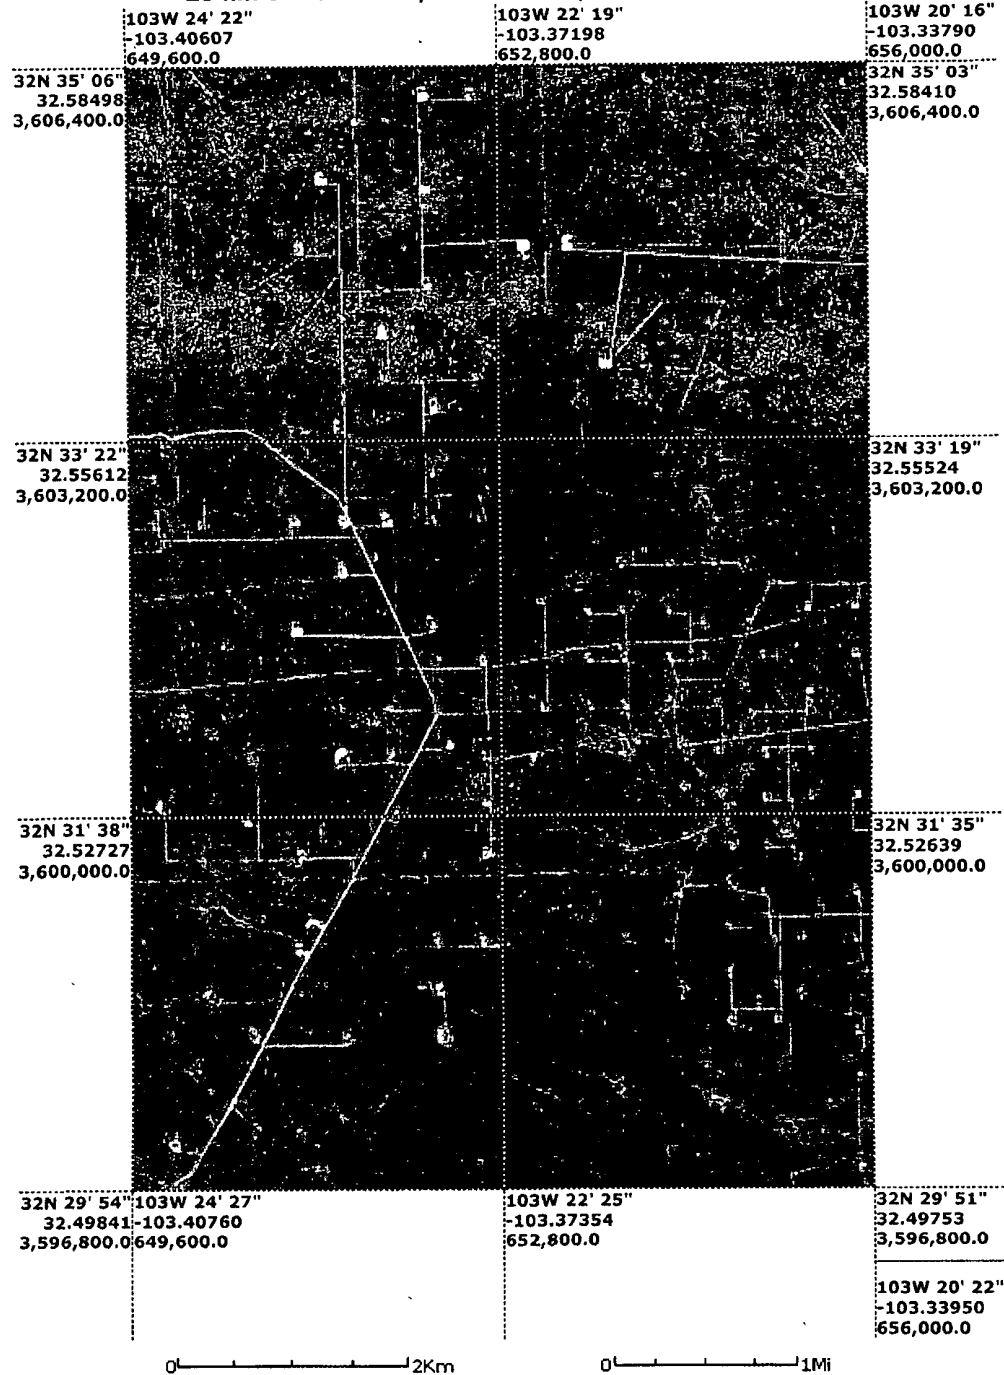 103W 24' 22"
-103.40607
649,600.0
103W 22' 19"
-103.37198
652,800.0
103W 20' 16"
-103.33790
656,000.0
32N 35' 06"
32.58498
3,606,400.0
32N 35' 03"
32.58410
3,606,400.0
32N 33' 22"
32.55612
3,603,200.0
32N 33' 19"
32.55524
3,603,200.0
32N 31' 38"
32.52727
3,600,000.0
32N 31' 35"
32.52639
3,600,000.0
32N 29' 54"
32.49841
3,596,800.0
103W 24' 27"
-103.40760
649,600.0
103W 22' 25"
-103.37354
652,800.0
32N 29' 51"
32.49753
3,596,800.0
103W 20' 22"
-103.33950
656,000.0
0 2Km
0 1Mi